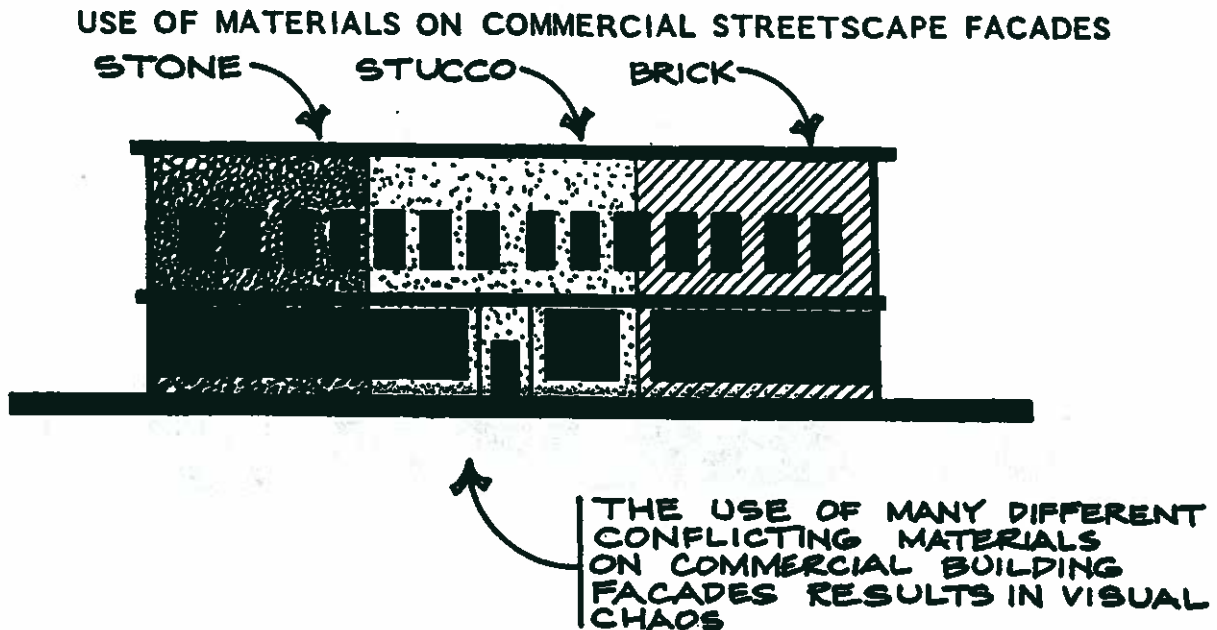 USE OF MATERIALS ON COMMERCIAL STREETSCAPE FACADES
STONE STUCCO BRICK
THE USE OF MANY DIFFERENT
CONFLICTING MATERIALS
ON COMMERCIAL BUILDING
FACADES RESULTS IN VISUAL
CHAOS